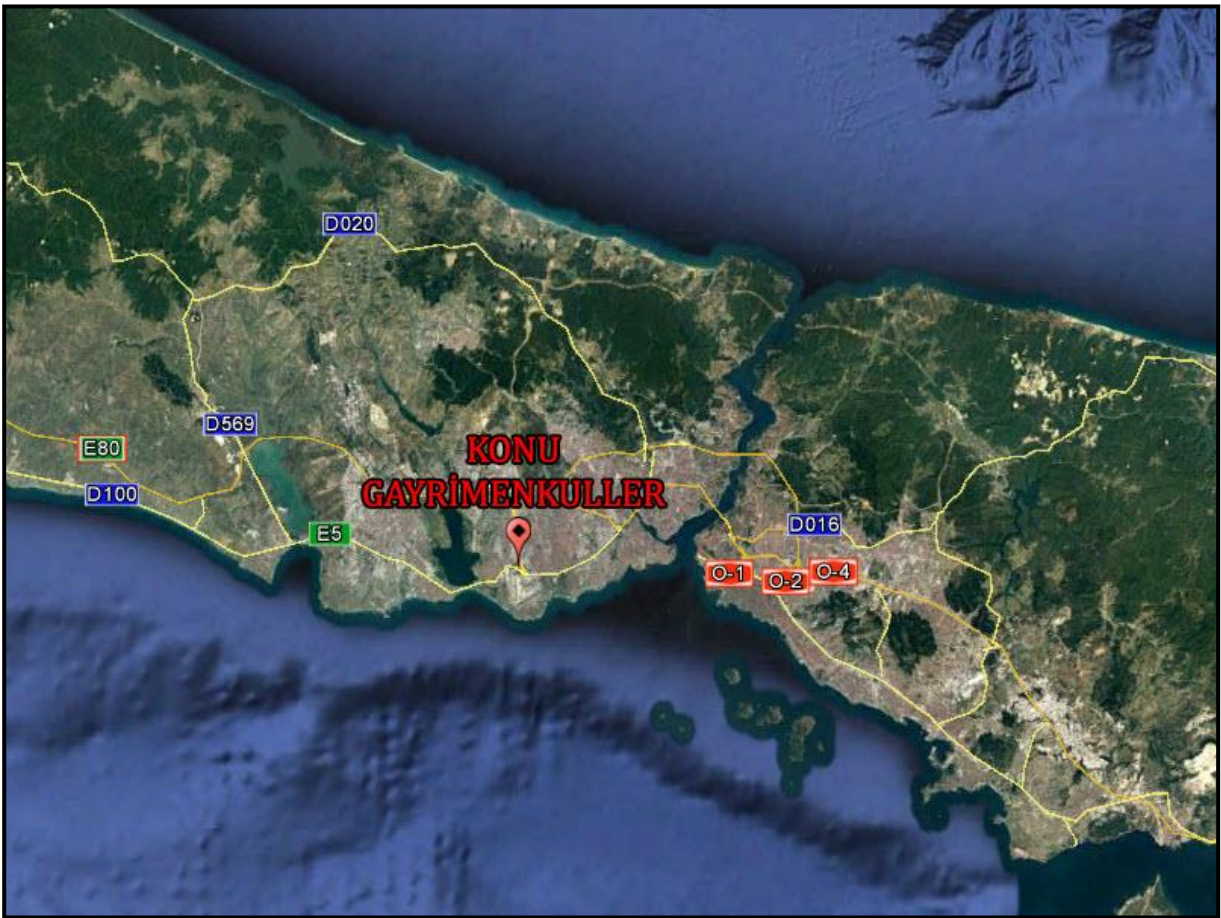 D020
D569
E80
KONU
D100
GAYRİMENKULLER
E5
D016
O-1
O-2
O-4